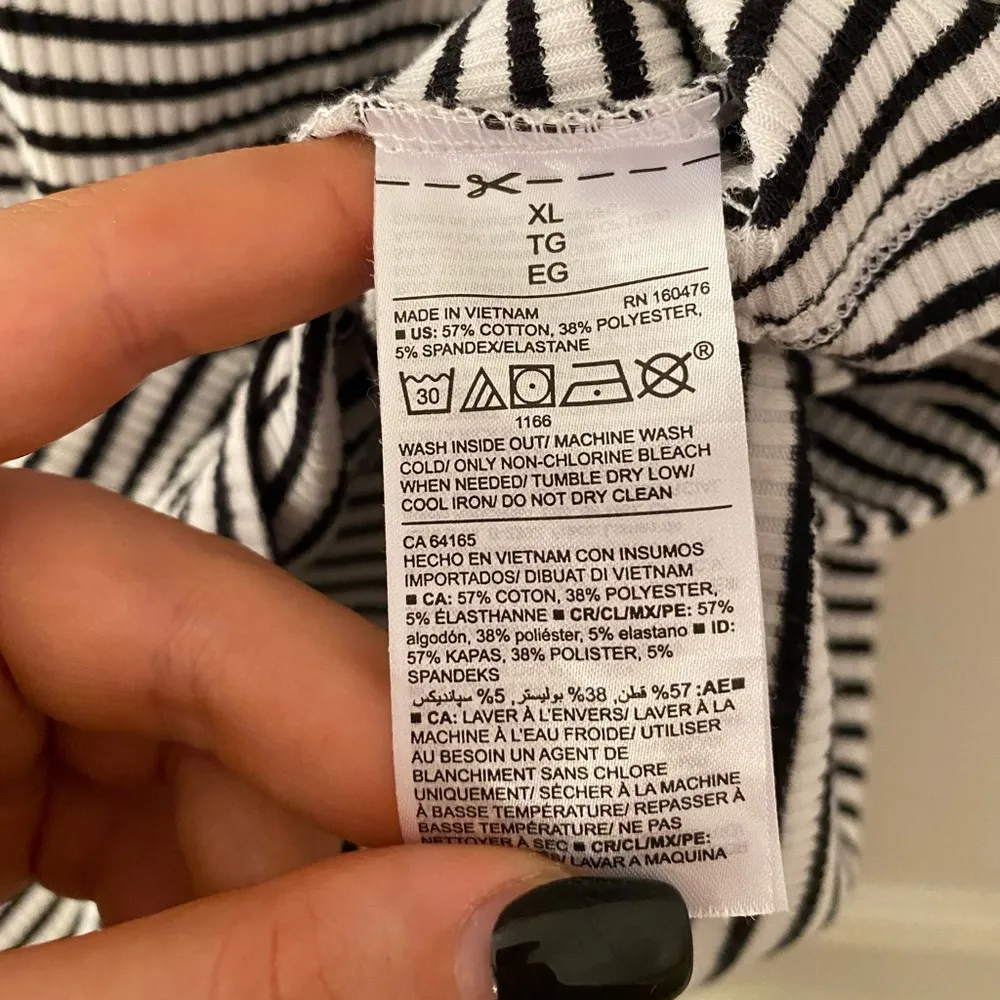 XL
TG
EG
RN 160476
MADE IN VIETNAM
■ US: 57% COTTON, 38% POLYESTER,
5% SPANDEX/ELASTANE
30
®
1166
WASH INSIDE OUT/ MACHINE WASH
COLD/ ONLY NON-CHLORINE BLEACH
WHEN NEEDED/ TUMBLE DRY LOW/
COOL IRON/ DO NOT DRY CLEAN
CA 64165
HECHO EN VIETNAM CON INSUMOS
IMPORTADOS/ DIBUAT DI VIETNAM
■ CA: 57% COTON, 38% POLYESTER,
5% ÉLASTHANNE ■ CR/CL/MX/PE: 57%
algodón, 38% poliéster, 5% elastano ■ ID:
57% KAPAS, 38% POLISTER, 5%
SPANDEKS
■AE: 57% قطن, 38% بوليستر, 5% سپانديكس
■ CA: LAVER À L'ENVERS/ LAVER À LA
MACHINE À L'EAU FROIDE/ UTILISER
AU BESOIN UN AGENT DE
BLANCHIMENT SANS CHLORE
UNIQUEMENT/ SÉCHER À LA MACHINE
À BASSE TEMPÉRATURE/ REPASSER À
BASSE TEMPÉRATURE/ NE PAS
NETTOYER À SEC ■ CR/CL/MX/PE:
LAVAR A MAQUINA